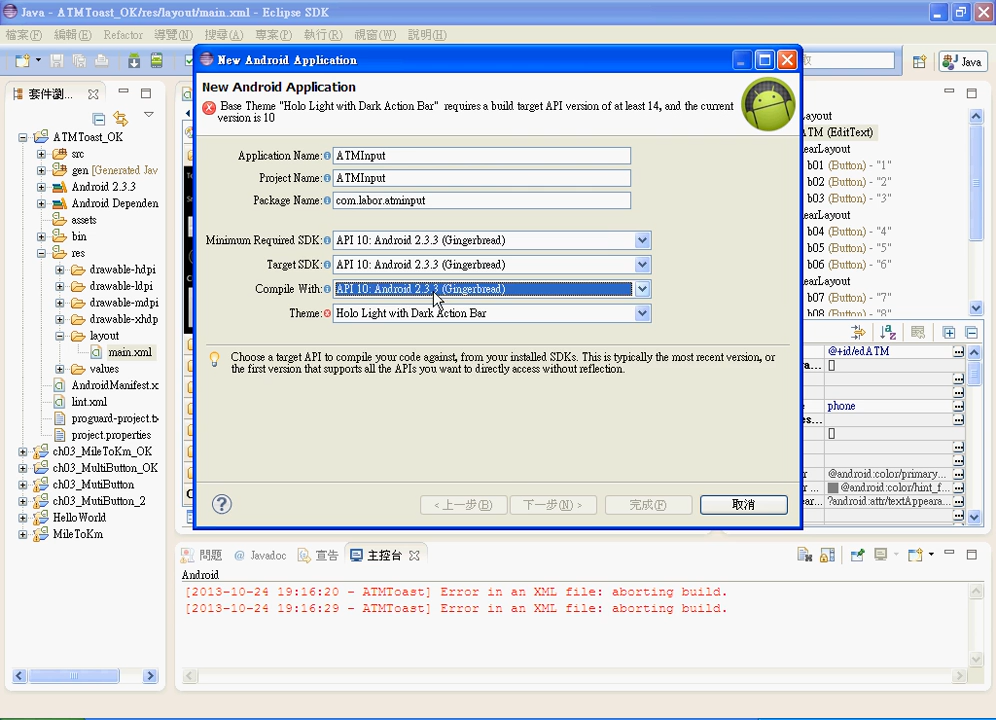 Java - ATMToast_OK/res/layout/main.xml - Eclipse SDK
檔案(F) 編輯(E) Refactor 導覽(N) 搜尋(A) 專案(P) 執行(R) 視窗(W) 說明(H)
Java
套件瀏...
ATMToast_OK
src
gen [Generated Jav
Android 2.3.3
Android Dependen
assets
bin
res
drawable-hdpi
drawable-ldpi
drawable-mdpi
drawable-xhdp
layout
main.xml
values
AndroidManifest.x
lint.xml
proguard-project.tx
project.properties
ch03_MileToKm_OK
ch03_MultiButton_OK
ch03_MutiButton
ch03_MutiButton_2
HelloWorld
MileToKm
New Android Application
New Android Application
Base Theme "Holo Light with Dark Action Bar" requires a build target API version of at least 14, and the current
version is 10
Application Name: ATMInput
Project Name: ATMInput
Package Name: com.labor.atminput
Minimum Required SDK: API 10: Android 2.3.3 (Gingerbread)
Target SDK: API 10: Android 2.3.3 (Gingerbread)
Compile With: API 10: Android 2.3.3 (Gingerbread)
Theme: Holo Light with Dark Action Bar
Choose a target API to compile your code against, from your installed SDKs. This is typically the most recent version, or
the first version that supports all the APIs you want to directly access without reflection.
< 上一步(B) 下一步(N) > 完成(F) 取消
ayout
ATM (EditText)
earLayout
b01 (Button) - "1"
b02 (Button) - "2"
b03 (Button) - "3"
earLayout
b04 (Button) - "4"
b05 (Button) - "5"
b06 (Button) - "6"
earLayout
b07 (Button) - "7"
b08 (Button) - "8"
@+id/edATM
a... []
phone
s...
[]
@android:color/primary...
... @android:color/hint_f...
... ?android:attr/textAppeara...
問題 @ Javadoc 宣告 主控台
Android
[2013-10-24 19:16:20 - ATMToast] Error in an XML file: aborting build.
[2013-10-24 19:16:29 - ATMToast] Error in an XML file: aborting build.